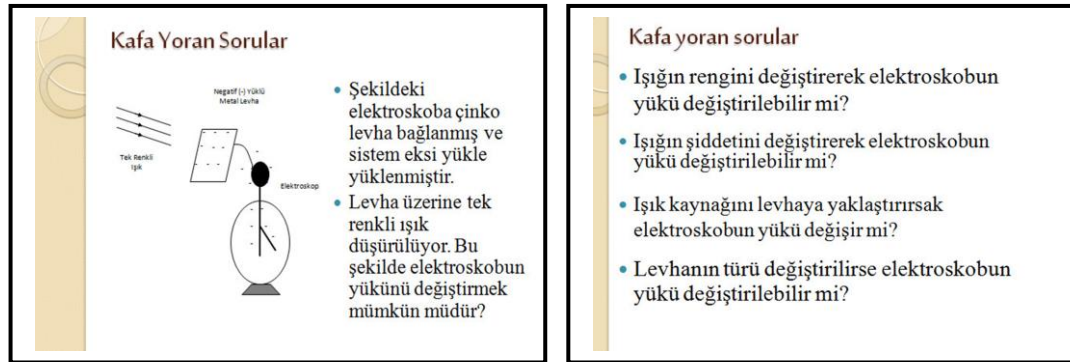 Kafa Yoran Sorular
Negatif (-) Yüklü
Metal Levha
Tek Renkli
Işık
Elektroskop
• Şekildeki
elektroskoba çinko
levha bağlanmış ve
sistem eksi yükle
yüklenmiştir.
• Levha üzerine tek
renkli ışık
düşürülüyor. Bu
şekilde elektroskobun
yükünü değiştirmek
mümkün müdür?
Kafa yoran sorular
• Işığın rengini değiştirerek elektroskobun
yükü değiştirilebilir mi?
• Işığın şiddetini değiştirerek elektroskobun
yükü değiştirilebilir mi?
• Işık kaynağını levhaya yaklaştırırsak
elektroskobun yükü değişir mi?
• Levhanın türü değiştirilirse elektroskobun
yükü değiştirilebilir mi?